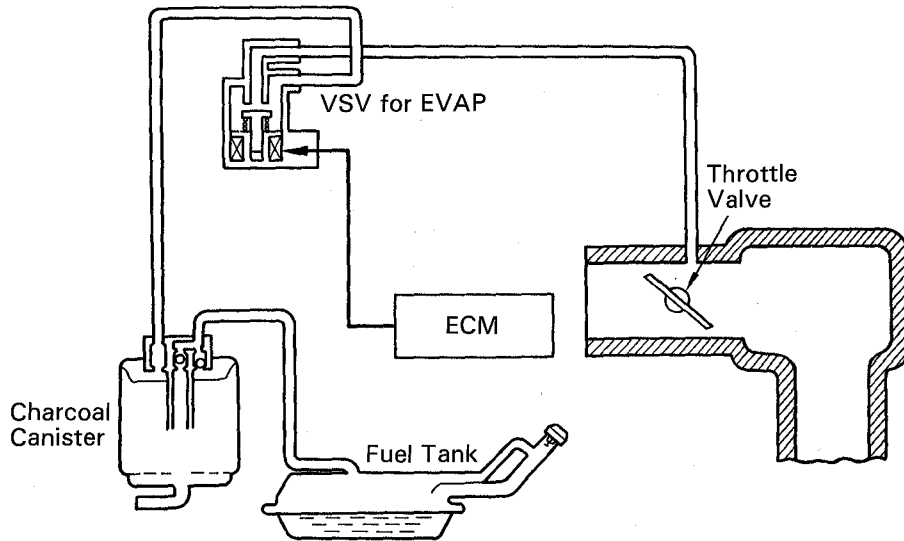 VSV for EVAP
Throttle
Valve
ECM
Charcoal
Canister
Fuel Tank